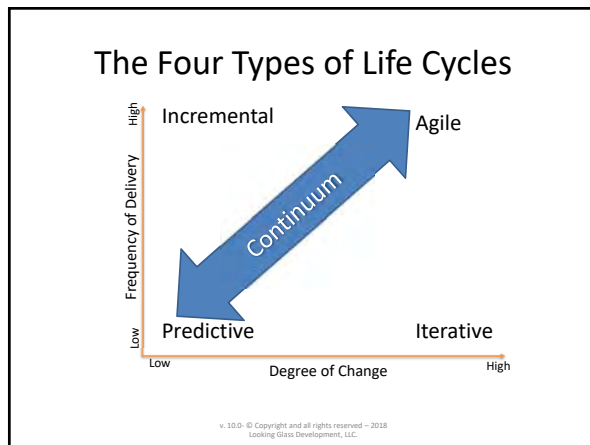 The Four Types of Life Cycles
High
Incremental
Agile
Frequency of Delivery
Continuum
Low
Predictive
Iterative
Low
Degree of Change
High
v. 10.0- © Copyright and all rights reserved – 2018
Looking Glass Development, LLC.